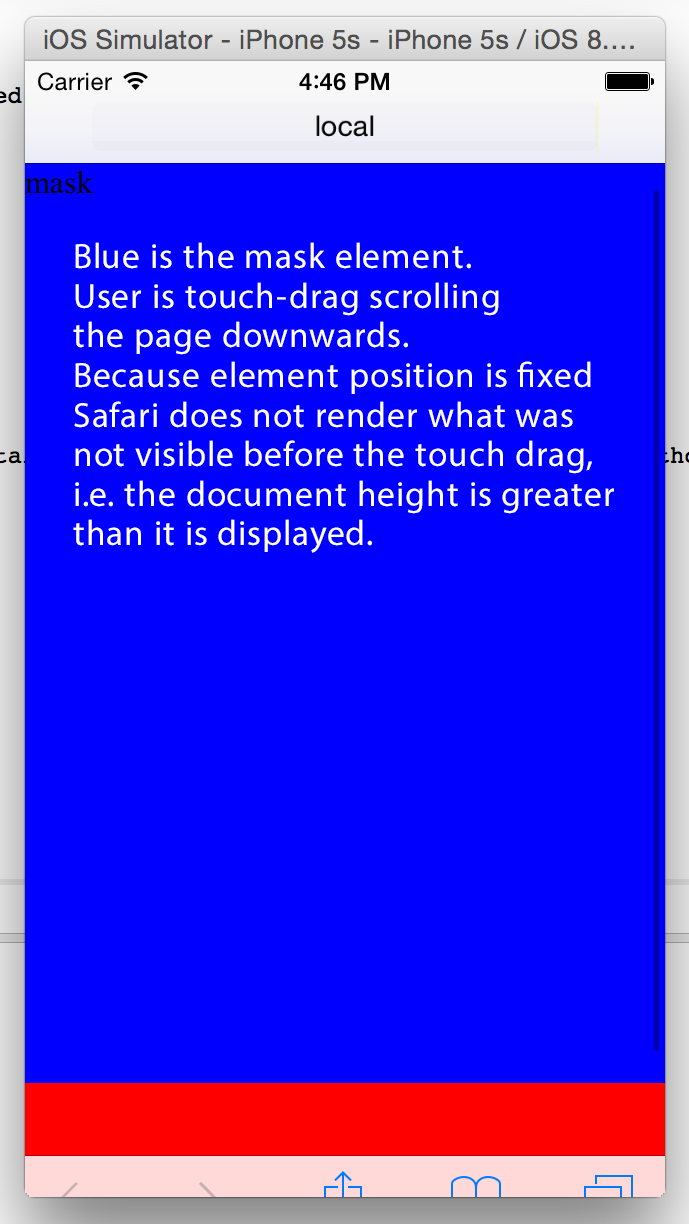 iOS Simulator - iPhone 5s - iPhone 5s / iOS 8....
Carrier 4:46 PM
ed
local
mask
Blue is the mask element.
User is touch-drag scrolling
the page downwards.
Because element position is fixed
Safari does not render what was
not visible before the touch drag,
i.e. the document height is greater
than it is displayed.